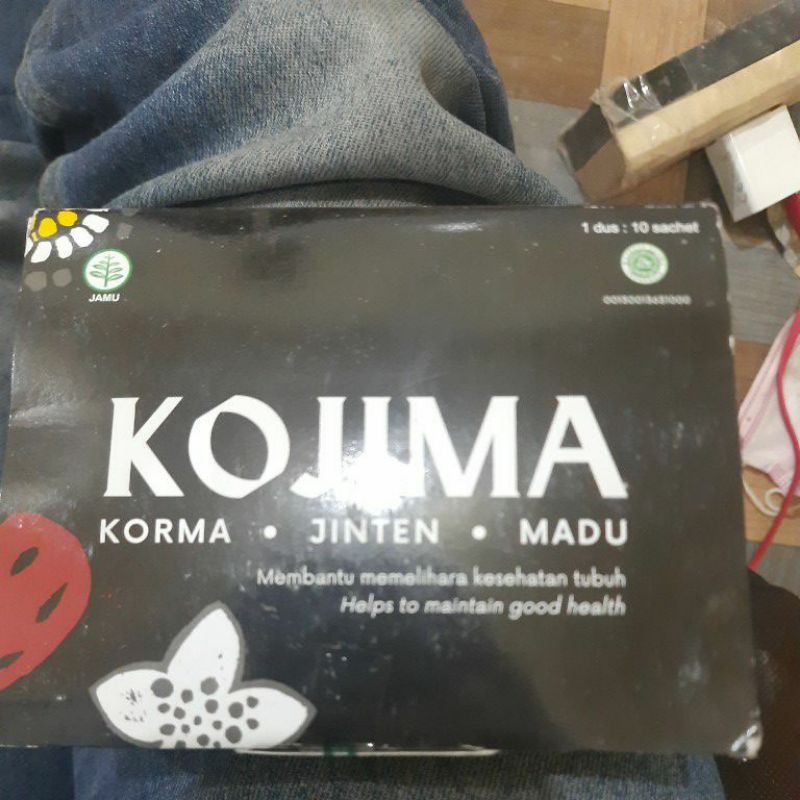 1 dus : 10 sachet
JAMU
KOJIMA
KORMA • JINTEN • MADU
Membantu memelihara kesehatan tubuh
Helps to maintain good health